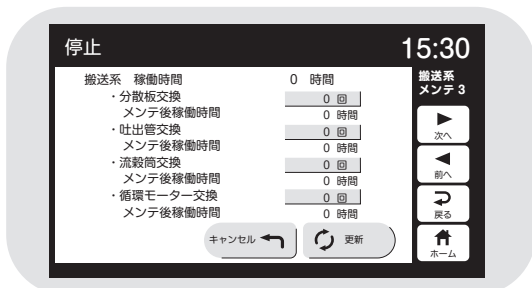 停止 15:30
搬送系 稼働時間 0 時間
・分散板交換 0 回
メンテ後稼働時間 0 時間
・吐出管交換 0 回
メンテ後稼働時間 0 時間
・流穀筒交換 0 回
メンテ後稼働時間 0 時間
・循環モーター交換 0 回
メンテ後稼働時間 0 時間
キャンセル 更新
搬送系
メンテ 3
次へ
前へ
戻る
ホーム